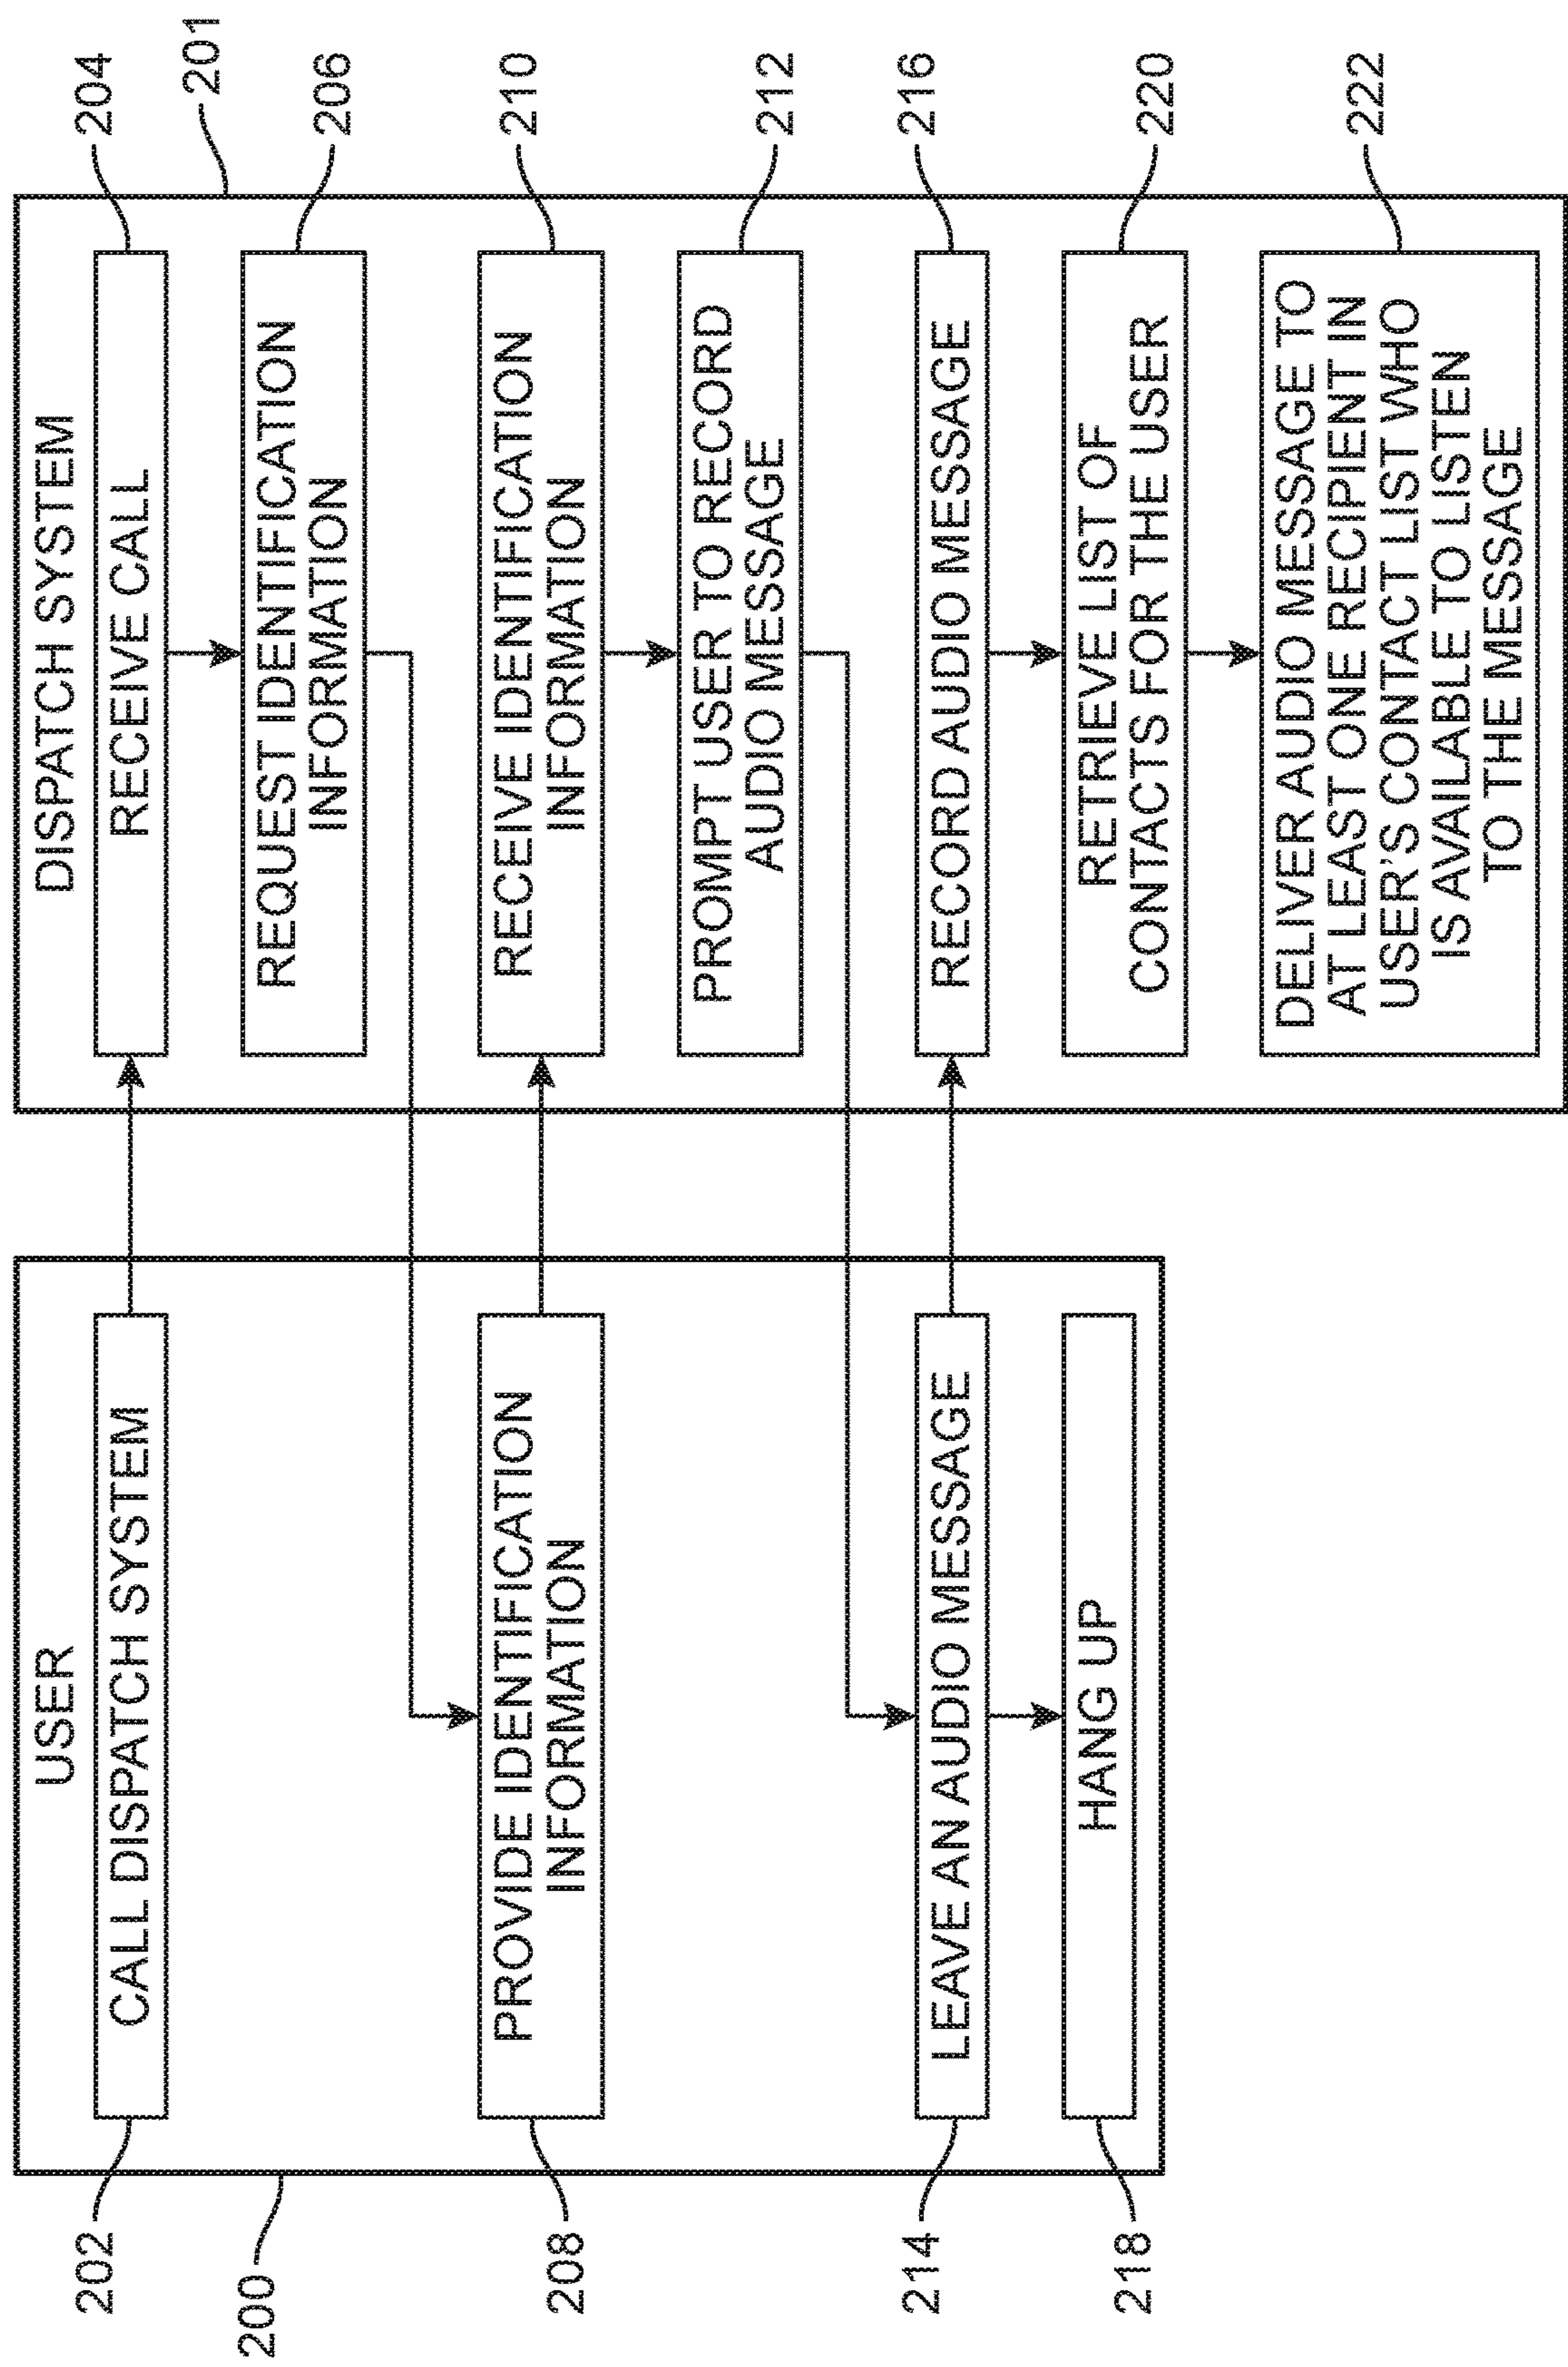 USER
202
CALL DISPATCH SYSTEM
200
208
PROVIDE IDENTIFICATION
INFORMATION
214
LEAVE AN AUDIO MESSAGE
218
HANG UP
DISPATCH SYSTEM
201
RECEIVE CALL
204
REQUEST IDENTIFICATION
INFORMATION
206
RECEIVE IDENTIFICATION
INFORMATION
210
PROMPT USER TO RECORD
AUDIO MESSAGE
212
RECORD AUDIO MESSAGE
216
RETRIEVE LIST OF
CONTACTS FOR THE USER
220
DELIVER AUDIO MESSAGE TO
AT LEAST ONE RECIPIENT IN
USER'S CONTACT LIST WHO
IS AVAILABLE TO LISTEN
TO THE MESSAGE
222